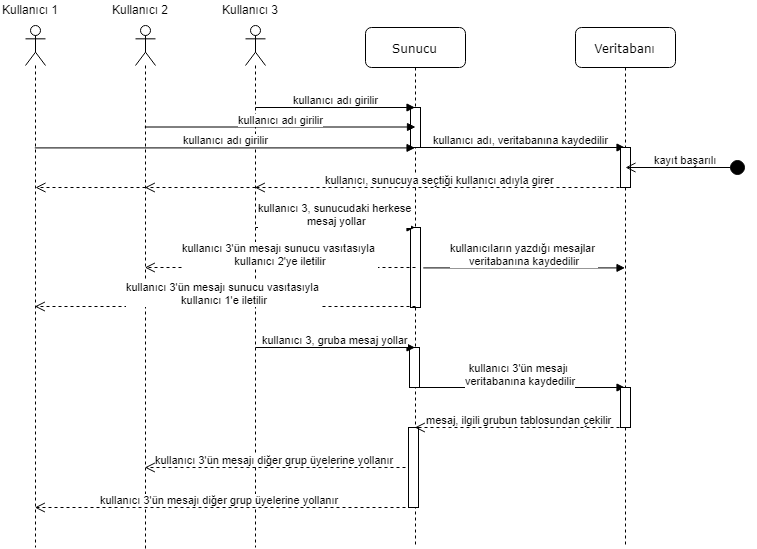 Kullanıcı 1
Kullanıcı 2
Kullanıcı 3
Sunucu
Veritabanı
kullanıcı adı girilir
kullanıcı adı girilir
kullanıcı adı girilir
kullanıcı adı, veritabanına kaydedilir
kayıt başarılı
kullanıcı, sunucuya seçtiği kullanıcı adıyla girer
kullanıcı 3, sunucudaki herkese
mesaj yollar
kullanıcı 3'ün mesajı sunucu vasıtasıyla
kullanıcı 2'ye iletilir
kullanıcıların yazdığı mesajlar
veritabanına kaydedilir
kullanıcı 3'ün mesajı sunucu vasıtasıyla
kullanıcı 1'e iletilir
kullanıcı 3, gruba mesaj yollar
kullanıcı 3'ün mesajı
veritabanına kaydedilir
mesaj, ilgili grubun tablosundan çekilir
kullanıcı 3'ün mesajı diğer grup üyelerine yollanır
kullanıcı 3'ün mesajı diğer grup üyelerine yollanır